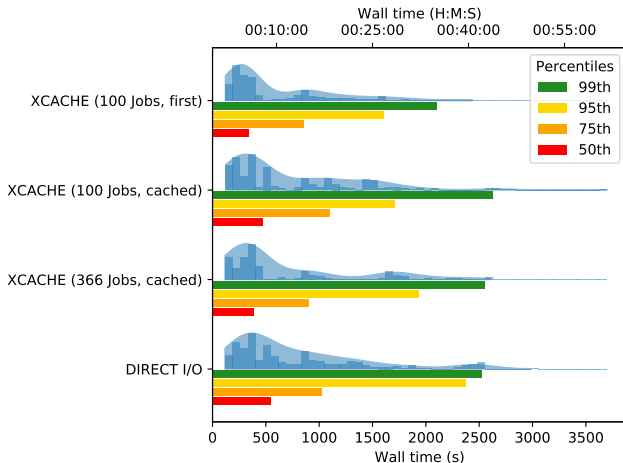 Wall time (H:M:S)
00:10:00 00:25:00 00:40:00 00:55:00
Percentiles
99th
95th
75th
50th
XCACHE (100 Jobs, first)
XCACHE (100 Jobs, cached)
XCACHE (366 Jobs, cached)
DIRECT I/O
0 500 1000 1500 2000 2500 3000 3500
Wall time (s)